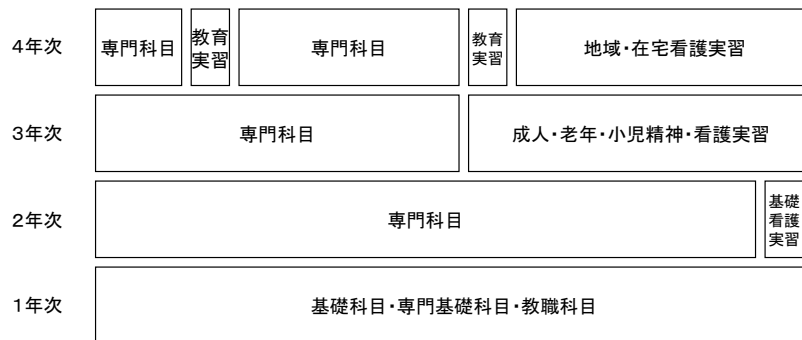 4年次
専門科目
教育
実習
専門科目
教育
実習
地域・在宅看護実習
3年次
専門科目
成人・老年・小児精神・看護実習
2年次
専門科目
基礎
看護
実習
1年次
基礎科目・専門基礎科目・教職科目